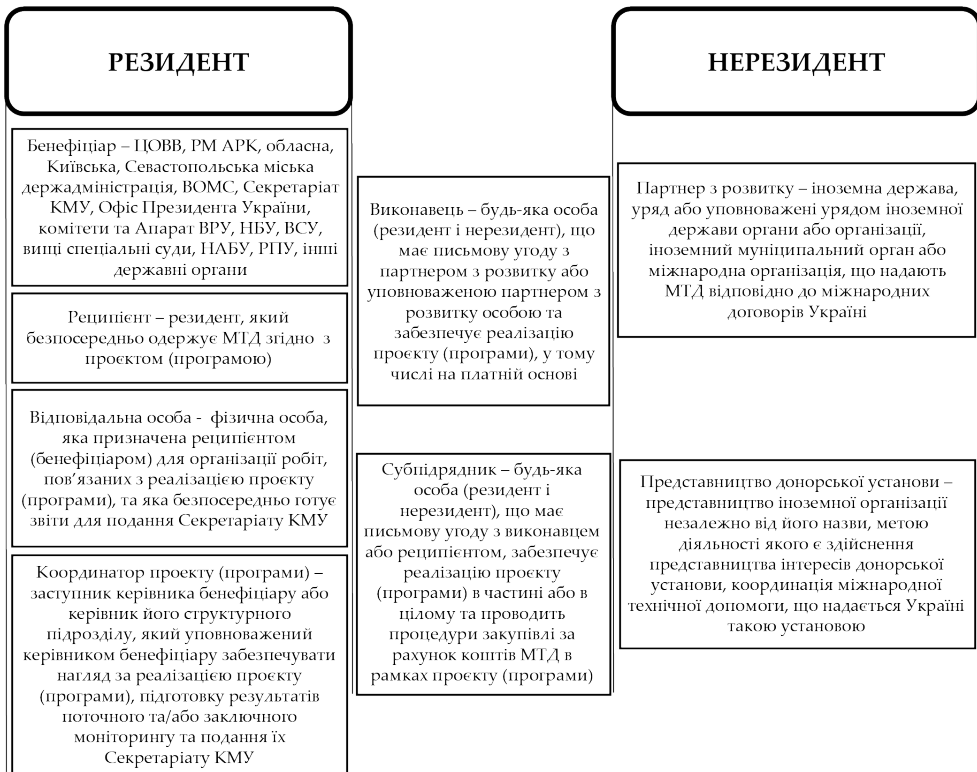 РЕЗИДЕНТ
Бенефіціар – ЦОВВ, РМ АРК, обласна,
Київська, Севастопольська міська
держадміністрація, ВОМС, Секретаріат
КМУ, Офіс Президента України,
комітети та Апарат ВРУ, НБУ, ВСУ,
вищі спеціальні суди, НАБУ, РПУ, інші
державні органи
Реципієнт – резидент, який
безпосередньо одержує МТД згідно з
проєктом (програмою)
Відповідальна особа - фізична особа,
яка призначена реципієнтом
(бенефіціаром) для організації робіт,
пов’язаних з реалізацією проєкту
(програми), та яка безпосередньо готує
звіти для подання Секретаріату КМУ
Координатор проекту (програми) –
заступник керівника бенефіціару або
керівник його структурного
підрозділу, який уповноважений
керівником бенефіціару забезпечувати
нагляд за реалізацією проєкту
(програми), підготовку результатів
поточного та/або заключного
моніторингу та подання їх
Секретаріату КМУ
Виконавець – будь-яка особа
(резидент і нерезидент), що
має письмову угоду з
партнером з розвитку або
уповноваженою партнером з
розвитку особою та
забезпечує реалізацію
проєкту (програми), у тому
числі на платній основі
Субпідрядник – будь-яка
особа (резидент і
нерезидент), що має
письмову угоду з виконавцем
або реципієнтом, забезпечує
реалізацію проєкту
(програми) в частині або в
цілому та проводить
процедури закупівлі за
рахунок коштів МТД в
рамках проєкту (програми)
НЕРЕЗИДЕНТ
Партнер з розвитку – іноземна держава,
уряд або уповноважені урядом іноземної
держави органи або організації,
іноземний муніципальний орган або
міжнародна організація, що надають
МТД відповідно до міжнародних
договорів Україні
Представництво донорської установи –
представництво іноземної організації
незалежно від його назви, метою
діяльності якого є здійснення
представництва інтересів донорської
установи, координація міжнародної
технічної допомоги, що надається Україні
такою установою